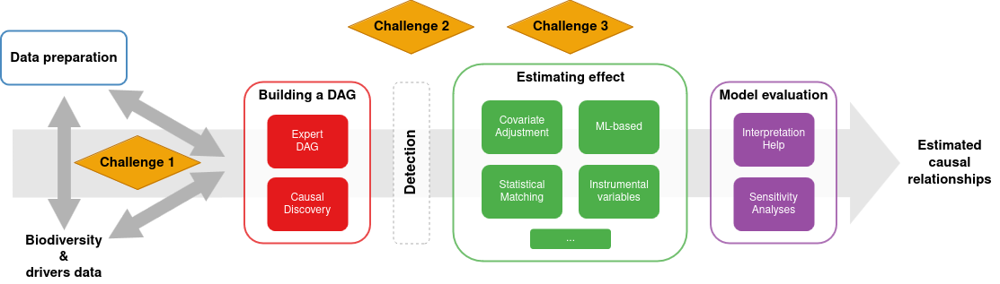 Challenge 2
Challenge 3
Data preparation
Challenge 1
Biodiversity
&
drivers data
Building a DAG
Expert
DAG
Causal
Discovery
Detection
Estimating effect
Covariate
Adjustment
ML-based
Statistical
Matching
Instrumental
variables
...
Model evaluation
Interpretation
Help
Sensitivity
Analyses
Estimated
causal
relationships